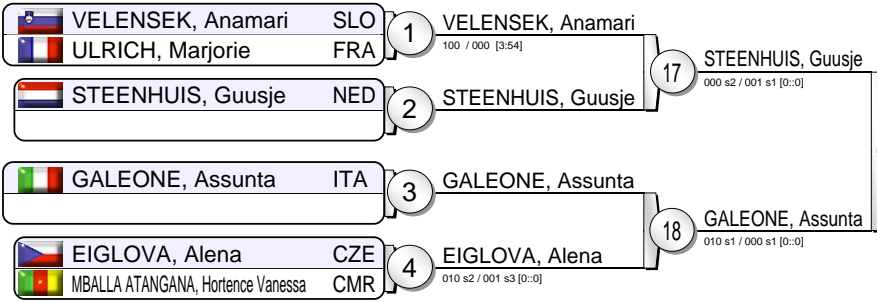 VELENSEK, Anamari SLO
ULRICH, Marjorie FRA
1
VELENSEK, Anamari
100 / 000 [3:54]
STEENHUIS, Guusje NED
2
STEENHUIS, Guusje
17
STEENHUIS, Guusje
000 s2 / 001 s1 [0::0]
GALEONE, Assunta ITA
3
GALEONE, Assunta
EIGLOVA, Alena CZE
MBALLA ATANGANA, Hortence Vanessa CMR
4
EIGLOVA, Alena
010 s2 / 001 s3 [0::0]
18
GALEONE, Assunta
010 s1 / 000 s1 [0::0]